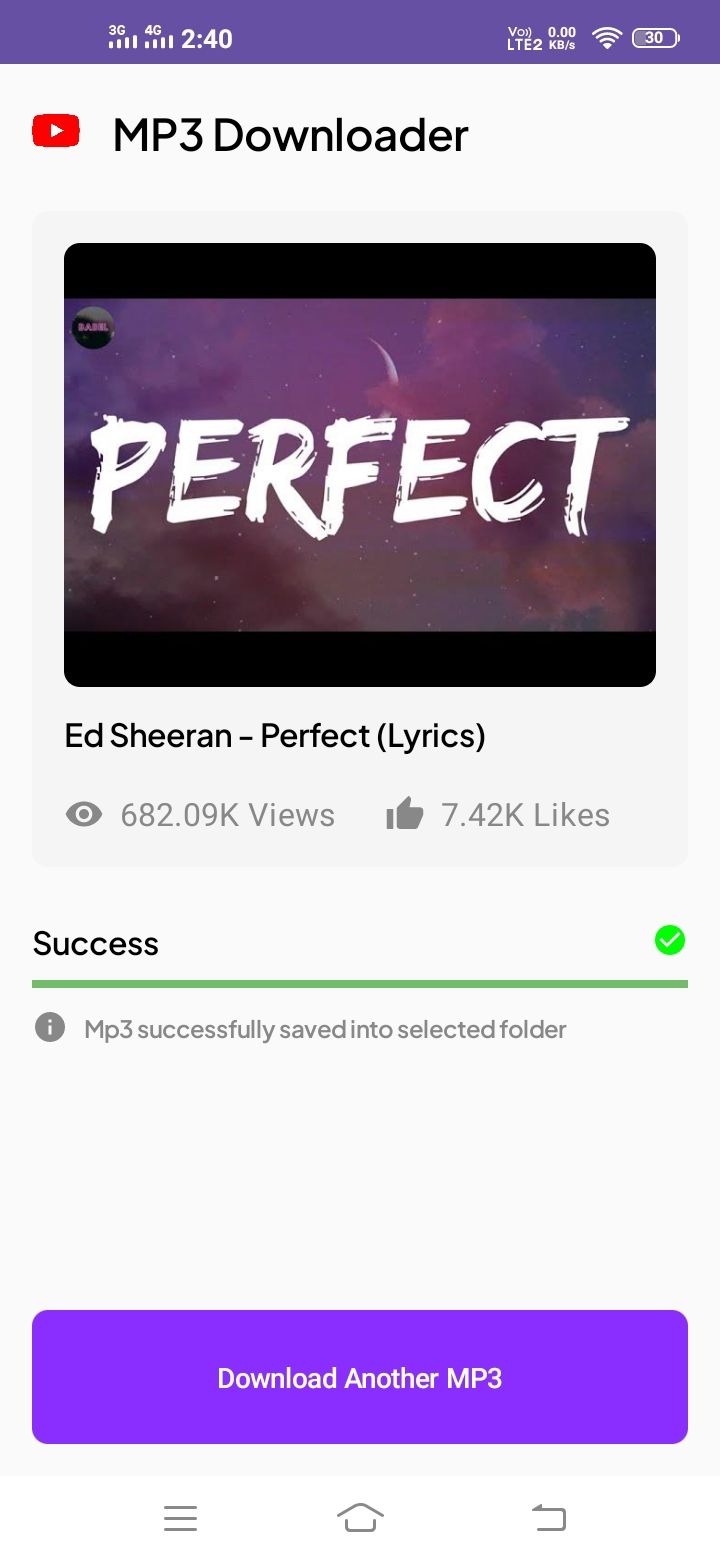 3G 4G 2:40 Vo)) LTE2 0.00 KB/s 30
MP3 Downloader
BABEL
PERFECT
Ed Sheeran - Perfect (Lyrics)
682.09K Views 7.42K Likes
Success
Mp3 successfully saved into selected folder
Download Another MP3